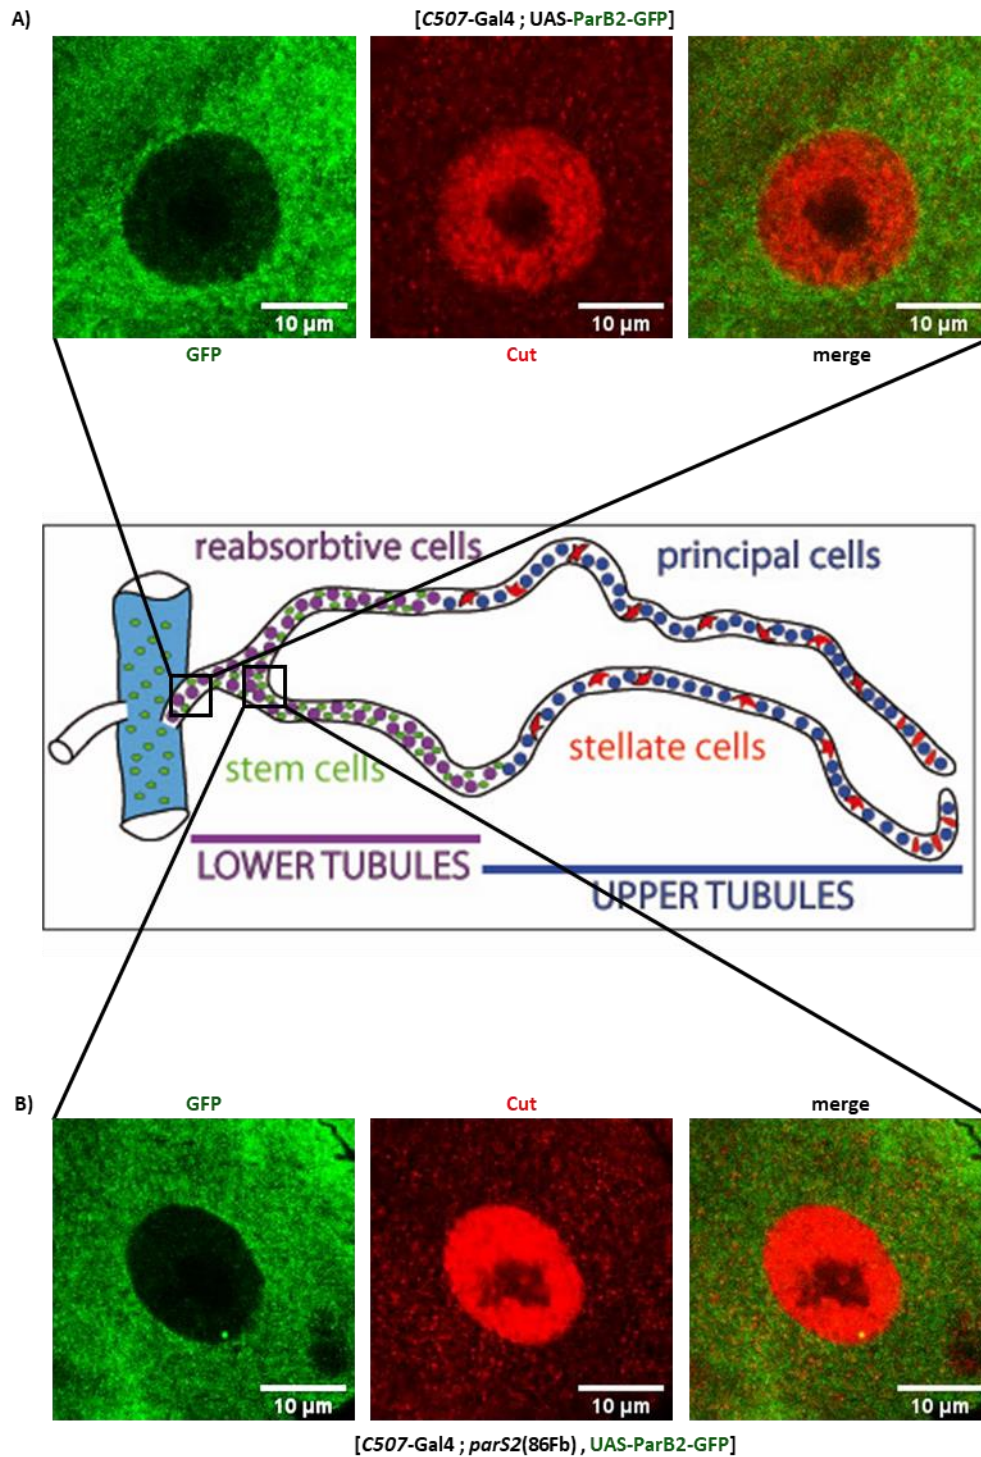 A)
[C507-Gal4 ; UAS-ParB2-GFP]
10 µm
10 µm
10 µm
GFP
Cut
merge
reabsorbtive cells
principal cells
stem cells
stellate cells
LOWER TUBULES
UPPER TUBULES
B)
GFP
Cut
merge
10 µm
10 µm
10 µm
[C507-Gal4 ; parS2(86Fb) , UAS-ParB2-GFP]